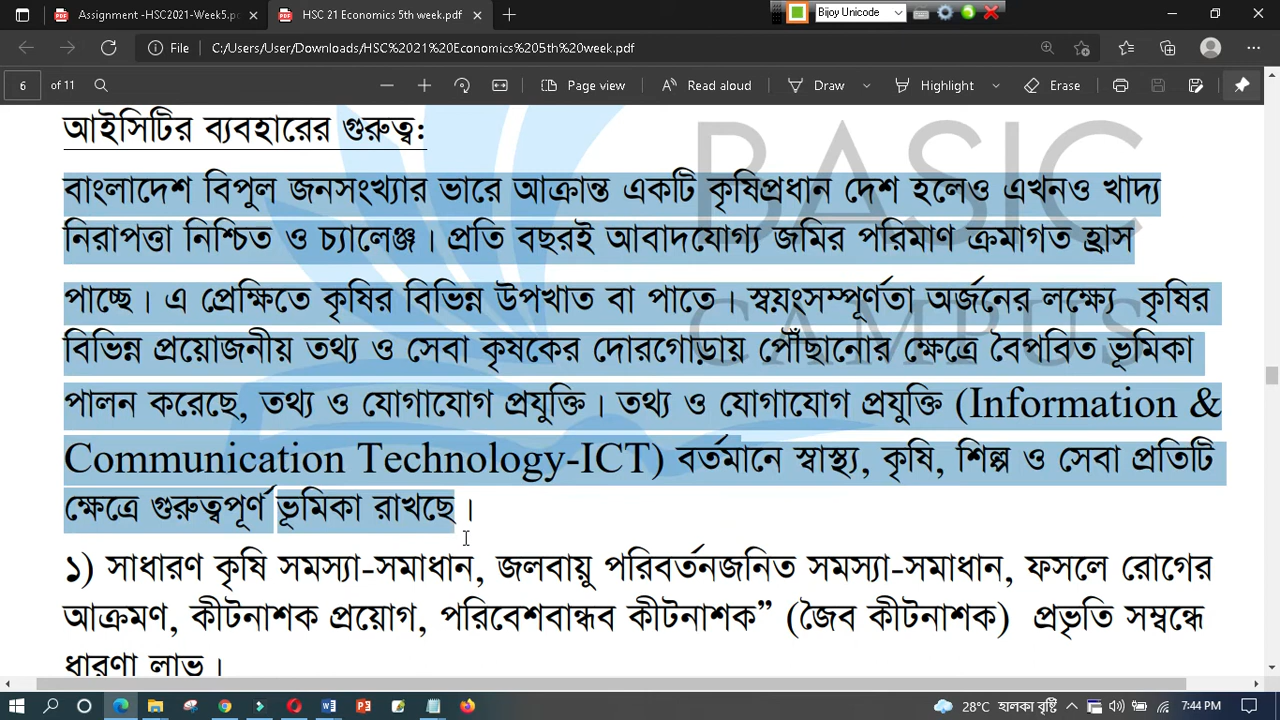 Assignment -HSC2021-Week5.p
HSC 21 Economics 5th week.pdf
Bijoy Unicode
File
C:/Users/User/Downloads/HSC%2021%20Economics%205th%20week.pdf
6 of 11
Page view
Read aloud
Draw
Highlight
Erase
আইসিটির ব্যবহারের গুরুত্ব:
বাংলাদেশ বিপুল জনসংখ্যার ভারে আক্রান্ত একটি কৃষিপ্রধান দেশ হলেও এখনও খাদ্য
নিরাপত্তা নিশ্চিত ও চ্যালেঞ্জ। প্রতি বছরই আবাদযোগ্য জমির পরিমাণ ক্রমাগত হ্রাস
পাচ্ছে। এ প্রেক্ষিতে কৃষির বিভিন্ন উপখাত বা পাতে। স্বয়ংসম্পূর্ণতা অর্জনের লক্ষ্যে কৃষির
বিভিন্ন প্রয়োজনীয় তথ্য ও সেবা কৃষকের দোরগোড়ায় পৌঁছানোর ক্ষেত্রে বৈপবিত ভূমিকা
পালন করেছে, তথ্য ও যোগাযোগ প্রযুক্তি। তথ্য ও যোগাযোগ প্রযুক্তি (Information &
Communication Technology-ICT) বর্তমানে স্বাস্থ্য, কৃষি, শিল্প ও সেবা প্রতিটি
ক্ষেত্রে গুরুত্বপূর্ণ ভূমিকা রাখছে।
১) সাধারণ কৃষি সমস্যা-সমাধান, জলবায়ু পরিবর্তনজনিত সমস্যা-সমাধান, ফসলে রোগের
আক্রমণ, কীটনাশক প্রয়োগ, পরিবেশবান্ধব কীটনাশক” (জৈব কীটনাশক) প্রভৃতি সম্বন্ধে
ধারণা লাভ।
BASIC
CAMPUS
28°C হালকা বৃষ্টি
7:44 PM